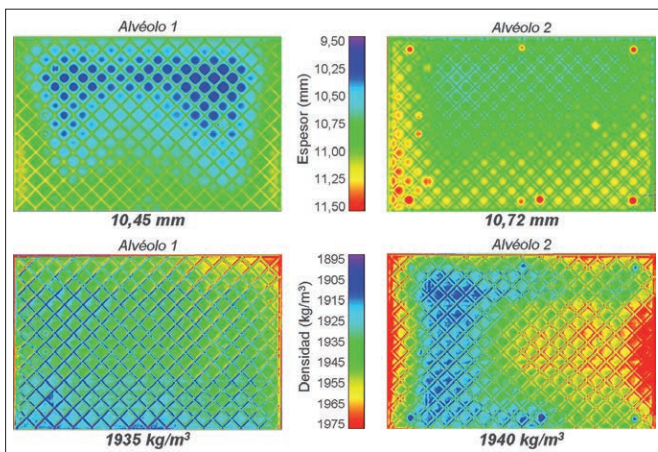 Alvéolo 1
Alvéolo 2
Espesor (mm)
9,50
10,25
10,50
10,75
11,00
11,25
11,50
10,45 mm
10,72 mm
Alvéolo 1
Alvéolo 2
Densidad (kg/m³)
1895
1905
1915
1925
1935
1945
1955
1965
1975
1935 kg/m³
1940 kg/m³